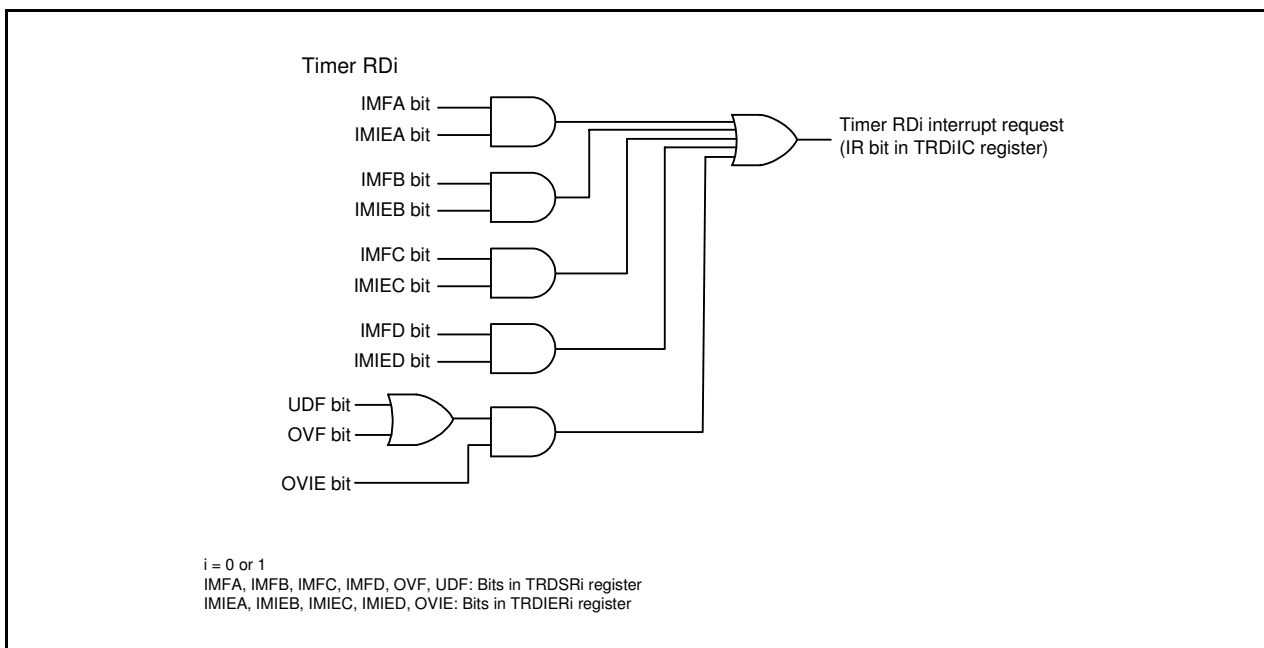 Timer RDi
IMFA bit
IMIEA bit
Timer RDi interrupt request
(IR bit in TRDiIC register)
IMFB bit
IMIEB bit
IMFC bit
IMIEC bit
IMFD bit
IMIED bit
UDF bit
OVF bit
OVIE bit
i = 0 or 1
IMFA, IMFB, IMFC, IMFD, OVF, UDF: Bits in TRDSRi register
IMIEA, IMIEB, IMIEC, IMIED, OVIE: Bits in TRDIERi register